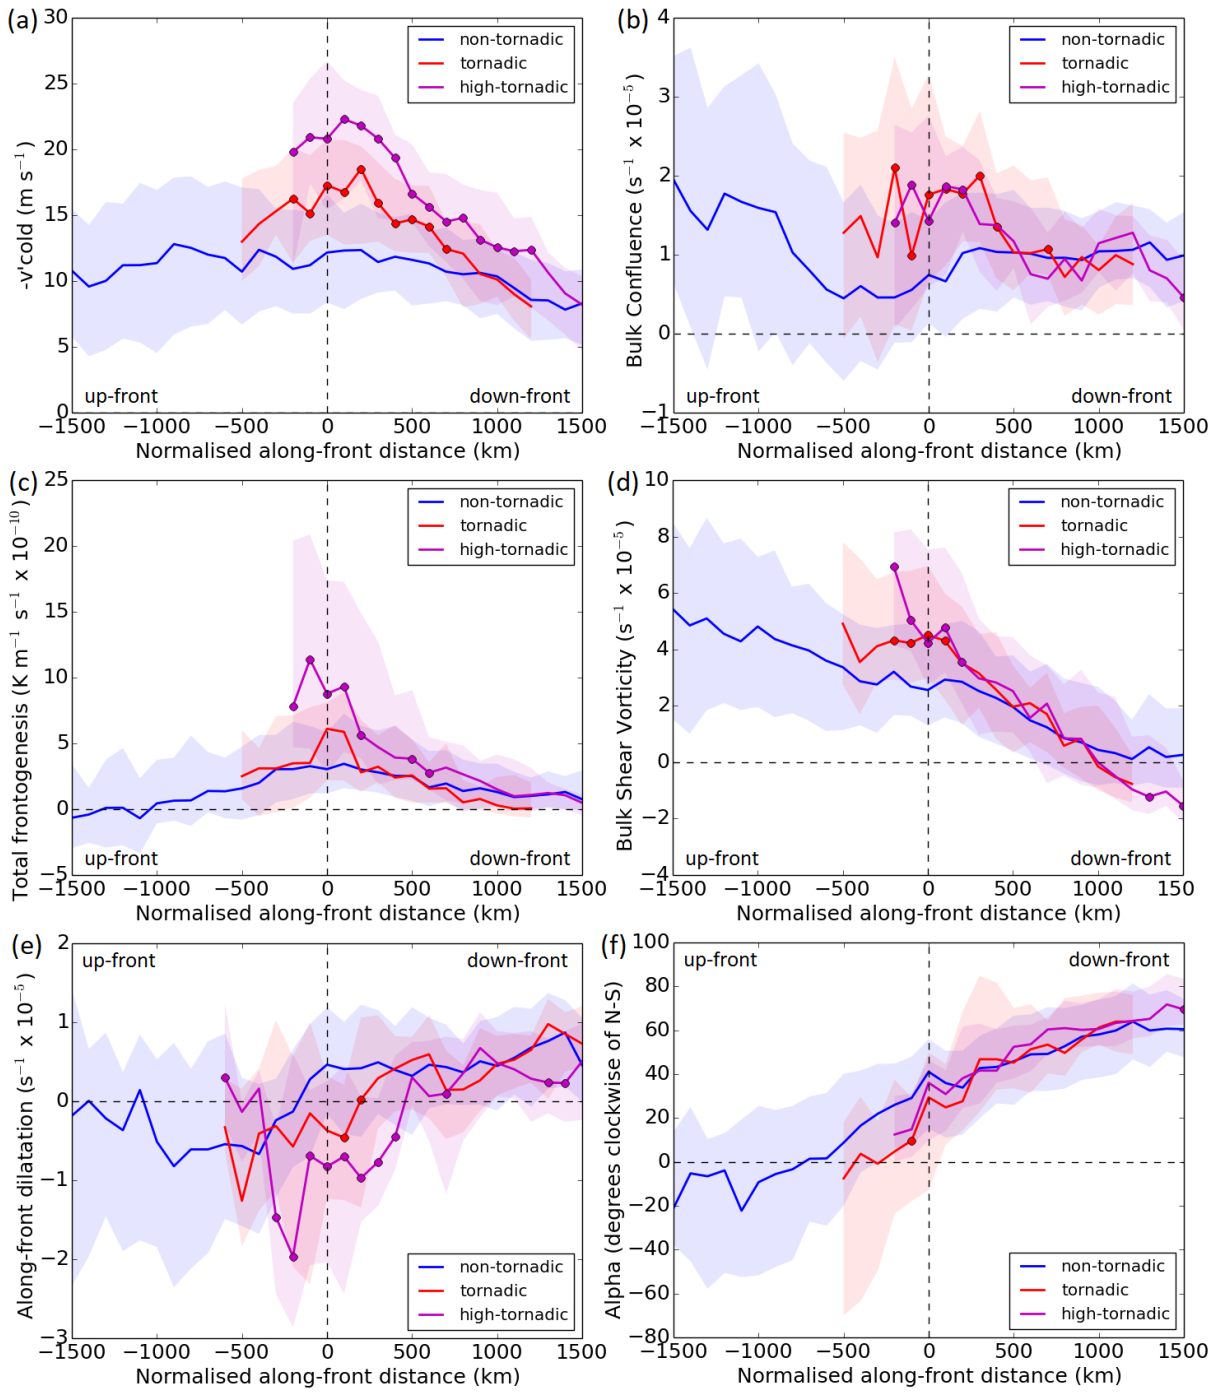 (a)
30
25
20
15
10
5
0
-v'cold (m s⁻¹)
non-tornadic
tornadic
high-tornadic
up-front
down-front
−1500 −1000 −500 0 500 1000 1500
Normalised along-front distance (km)
(b)
4
3
2
1
0
−1
Bulk Confluence (s⁻¹ x 10⁻⁵)
non-tornadic
tornadic
high-tornadic
up-front
down-front
−1500 −1000 −500 0 500 1000 1500
Normalised along-front distance (km)
(c)
25
20
15
10
5
0
−5
Total frontogenesis (K m⁻¹ s⁻¹ x 10⁻¹⁰)
non-tornadic
tornadic
high-tornadic
up-front
down-front
−1500 −1000 −500 0 500 1000 1500
Normalised along-front distance (km)
(d)
10
8
6
4
2
0
−2
−4
Bulk Shear Vorticity (s⁻¹ x 10⁻⁵)
non-tornadic
tornadic
high-tornadic
up-front
down-front
−1500 −1000 −500 0 500 1000 1500
Normalised along-front distance (km)
(e)
2
1
0
−1
−2
−3
Along-front dilatation (s⁻¹ x 10⁻⁵)
up-front
down-front
non-tornadic
tornadic
high-tornadic
−1500 −1000 −500 0 500 1000 1500
Normalised along-front distance (km)
(f)
100
80
60
40
20
0
−20
−40
−60
−80
Alpha (degrees clockwise of N-S)
up-front
down-front
non-tornadic
tornadic
high-tornadic
−1500 −1000 −500 0 500 1000 1500
Normalised along-front distance (km)